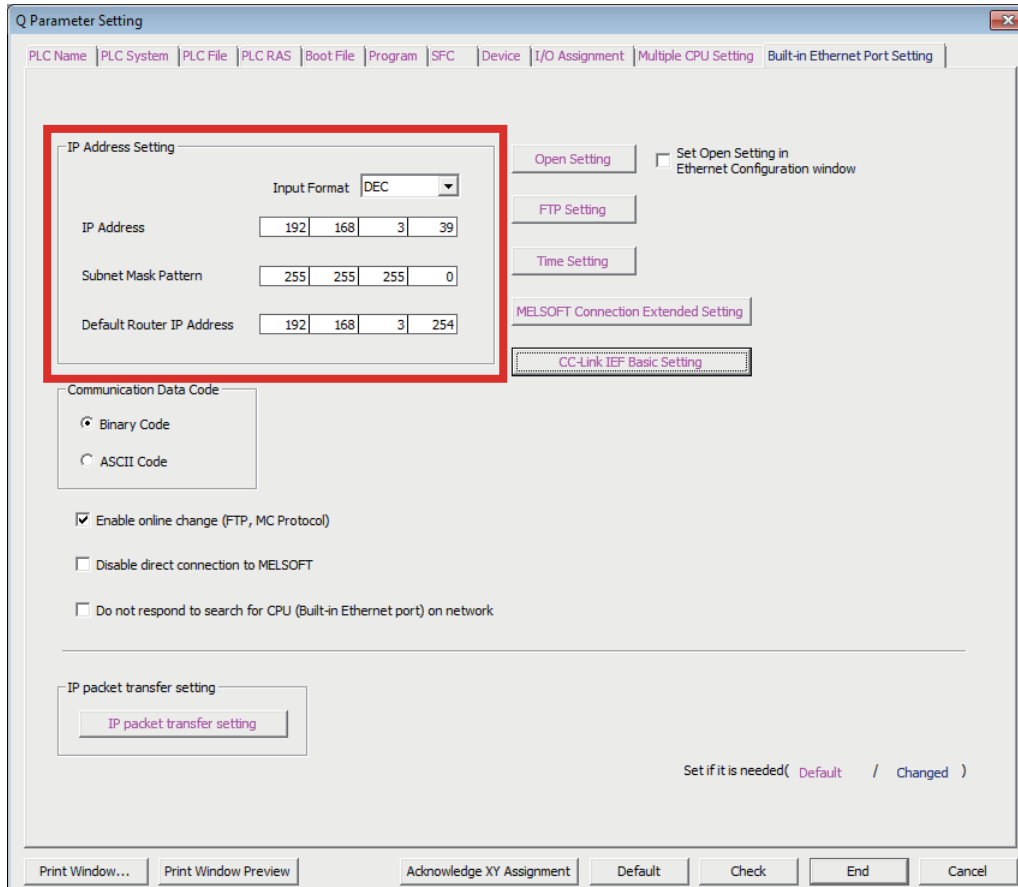 Q Parameter Setting
PLC Name PLC System PLC File PLC RAS Boot File Program SFC Device I/O Assignment Multiple CPU Setting Built-in Ethernet Port Setting
IP Address Setting
Input Format DEC
IP Address 192 168 3 39
Subnet Mask Pattern 255 255 255 0
Default Router IP Address 192 168 3 254
Open Setting
Set Open Setting in
Ethernet Configuration window
FTP Setting
Time Setting
MELSOFT Connection Extended Setting
CC-Link IEF Basic Setting
Communication Data Code
Binary Code
ASCII Code
Enable online change (FTP, MC Protocol)
Disable direct connection to MELSOFT
Do not respond to search for CPU (Built-in Ethernet port) on network
IP packet transfer setting
IP packet transfer setting
Set if it is needed( Default / Changed )
Print Window... Print Window Preview Acknowledge XY Assignment Default Check End Cancel